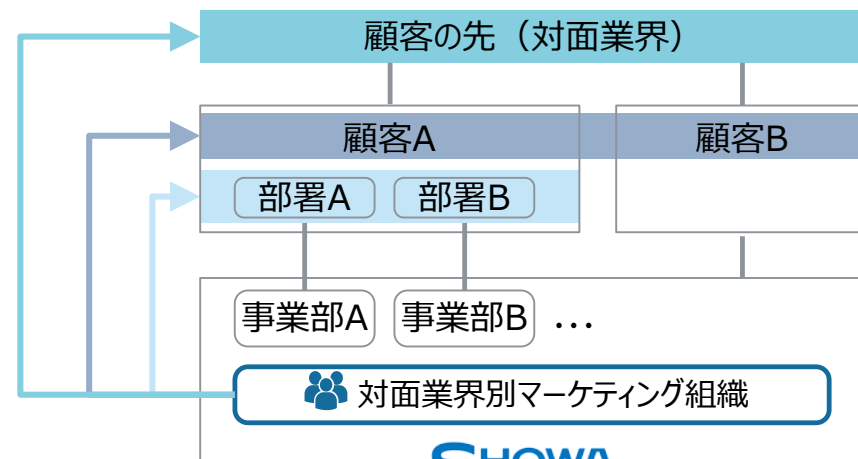 顧客の先（対面業界）
顧客A 顧客B
部署A 部署B
事業部A 事業部B …
対面業界別マーケティング組織
SHOWA